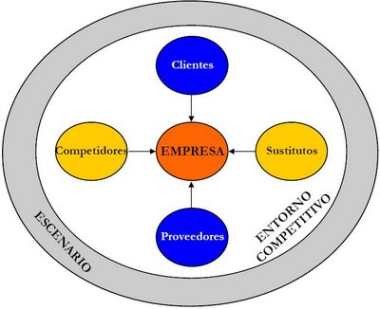 Clientes
Competidores
EMPRESA
Sustitutos
Proveedores
ESCENARIO
ENTORNO
COMPETITIVO